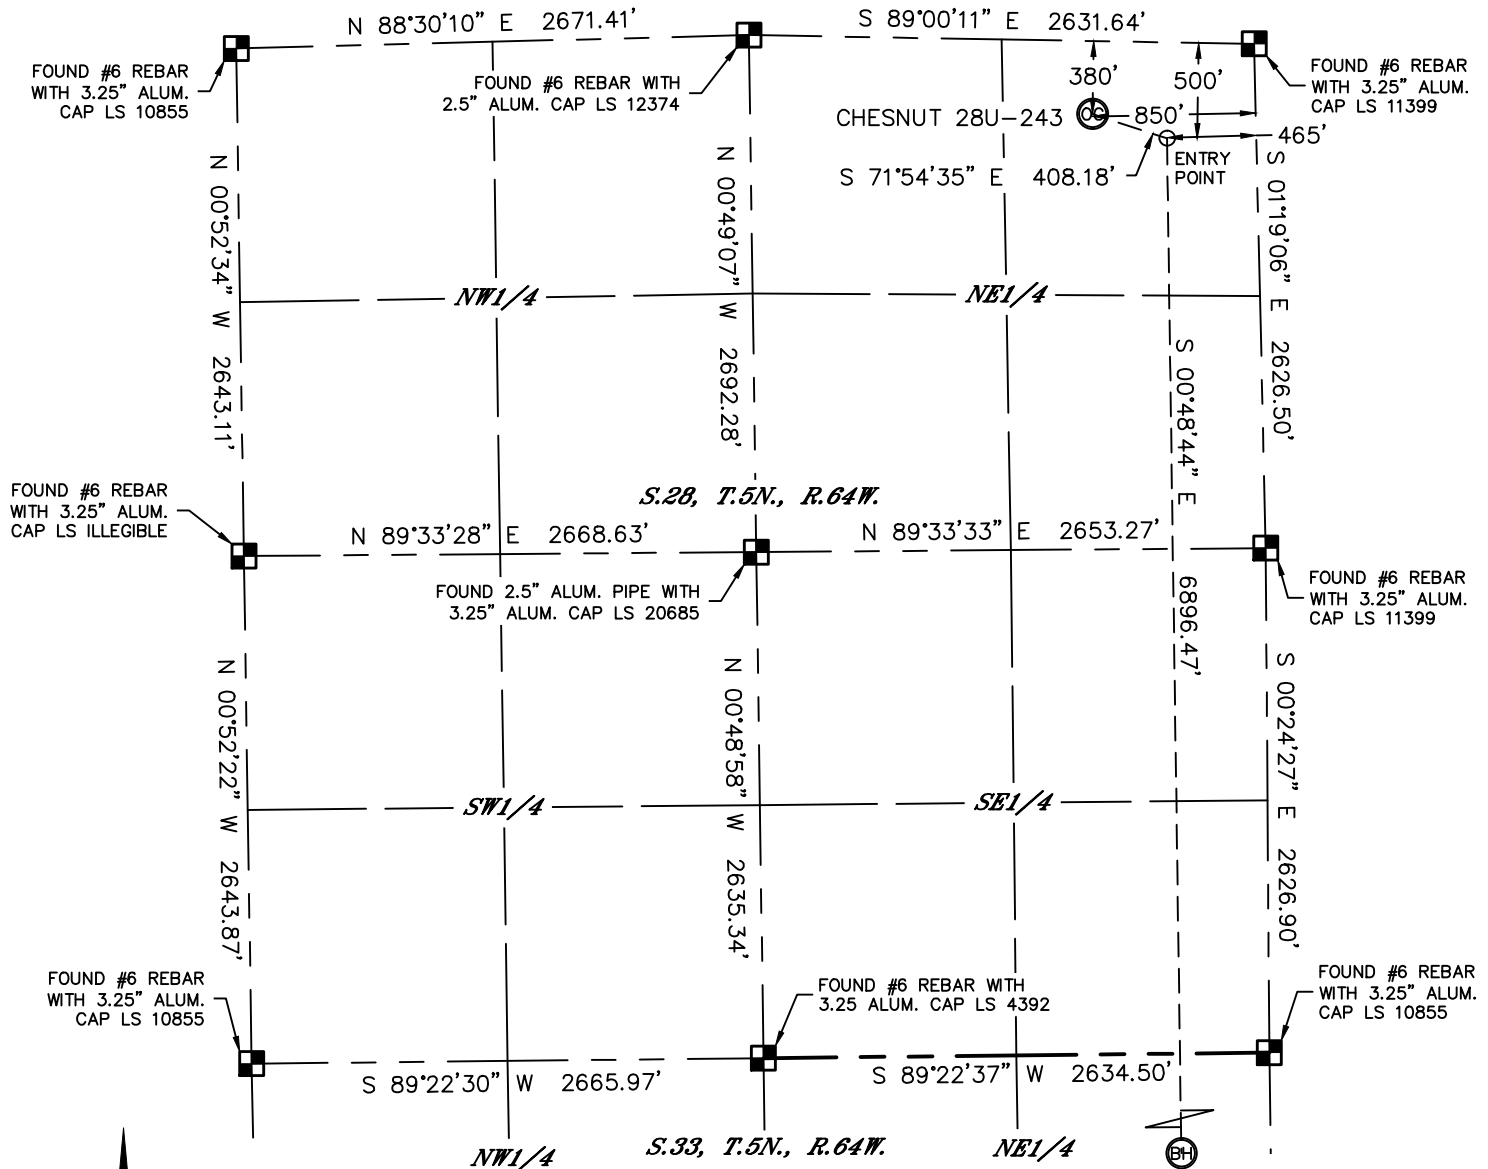 N 88°30'10" E 2671.41'
S 89°00'11" E 2631.64'
FOUND #6 REBAR
WITH 3.25" ALUM.
CAP LS 10855
FOUND #6 REBAR WITH
2.5" ALUM. CAP LS 12374
380'
500'
FOUND #6 REBAR
WITH 3.25" ALUM.
CAP LS 11399
CHESNUT 28U-243
OG
850'
465'
ENTRY
POINT
S 71°54'35" E 408.18'
N 00°52'34" W 2643.11'
N 00°49'07" W 2692.28'
S 01°19'06" E 2626.50'
NW1/4
NE1/4
S 00°48'44" E 6896.47'
FOUND #6 REBAR
WITH 3.25" ALUM.
CAP LS ILLEGIBLE
S.28, T.5N., R.64W.
N 89°33'28" E 2668.63'
N 89°33'33" E 2653.27'
FOUND 2.5" ALUM. PIPE WITH
3.25" ALUM. CAP LS 20685
FOUND #6 REBAR
WITH 3.25" ALUM.
CAP LS 11399
N 00°52'22" W 2643.87'
N 00°48'58" W 2635.34'
S 00°24'27" E 2626.90'
SW1/4
SE1/4
FOUND #6 REBAR
WITH 3.25" ALUM.
CAP LS 10855
FOUND #6 REBAR WITH
3.25 ALUM. CAP LS 4392
FOUND #6 REBAR
WITH 3.25" ALUM.
CAP LS 10855
S 89°22'30" W 2665.97'
S 89°22'37" W 2634.50'
NW1/4
S.33, T.5N., R.64W.
NE1/4
BH